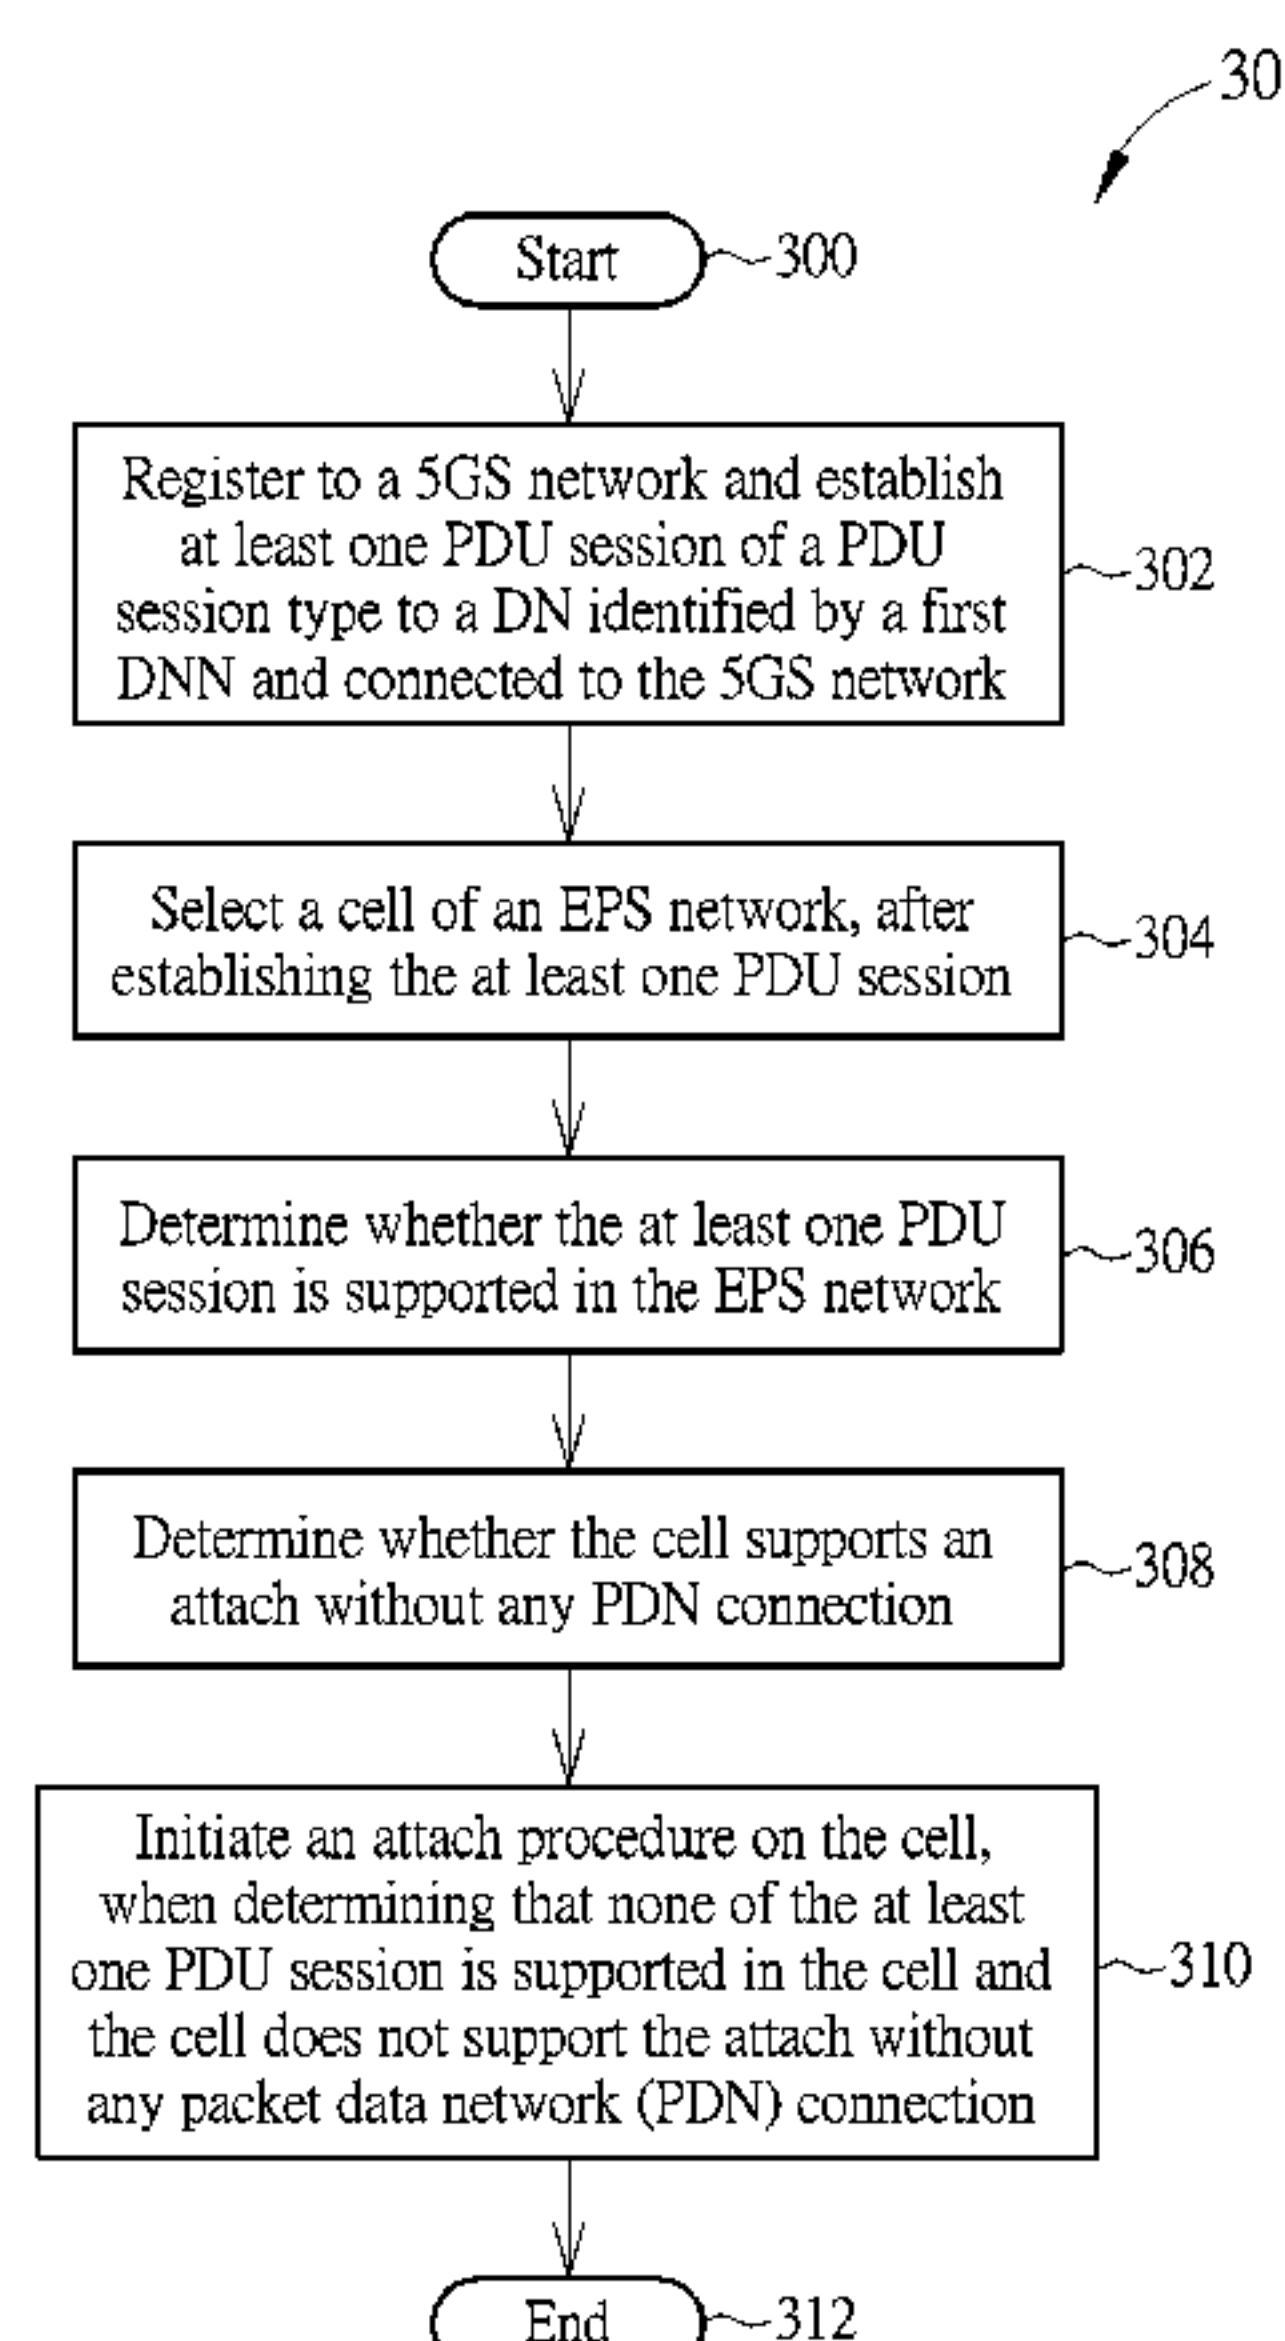 30
Start
300
Register to a 5GS network and establish
at least one PDU session of a PDU
session type to a DN identified by a first
DNN and connected to the 5GS network
302
Select a cell of an EPS network, after
establishing the at least one PDU session
304
Determine whether the at least one PDU
session is supported in the EPS network
306
Determine whether the cell supports an
attach without any PDN connection
308
Initiate an attach procedure on the cell,
when determining that none of the at least
one PDU session is supported in the cell and
the cell does not support the attach without
any packet data network (PDN) connection
310
End
312